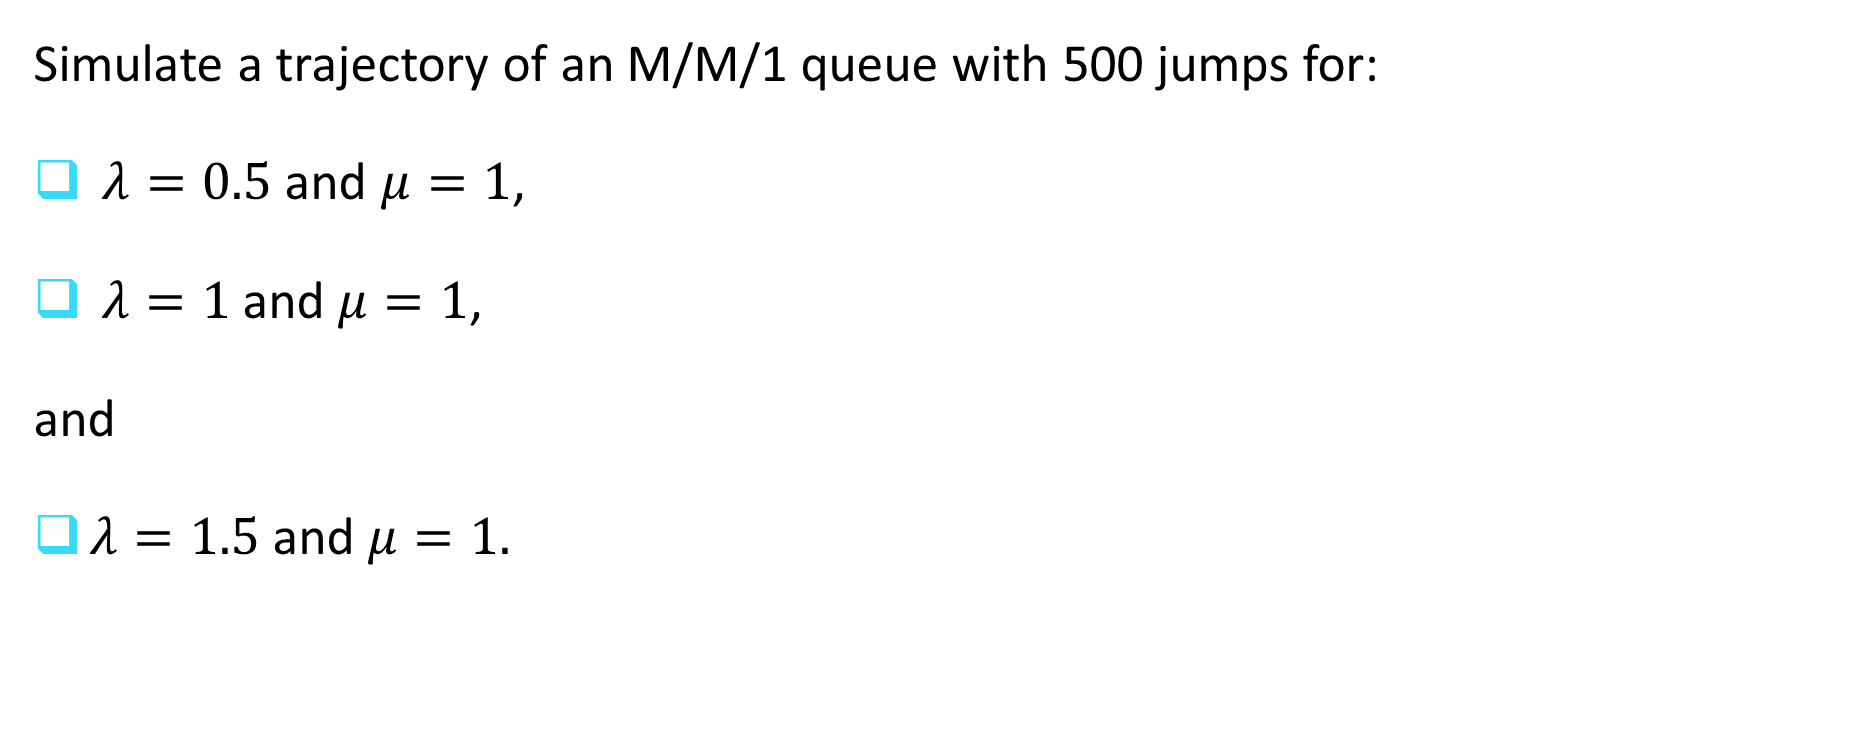 Simulate a trajectory of an M/M/1 queue with 500 jumps for:
❑ 𝜆 = 0.5 and 𝜇 = 1,
❑ 𝜆 = 1 and 𝜇 = 1,
and
❑ 𝜆 = 1.5 and 𝜇 = 1.